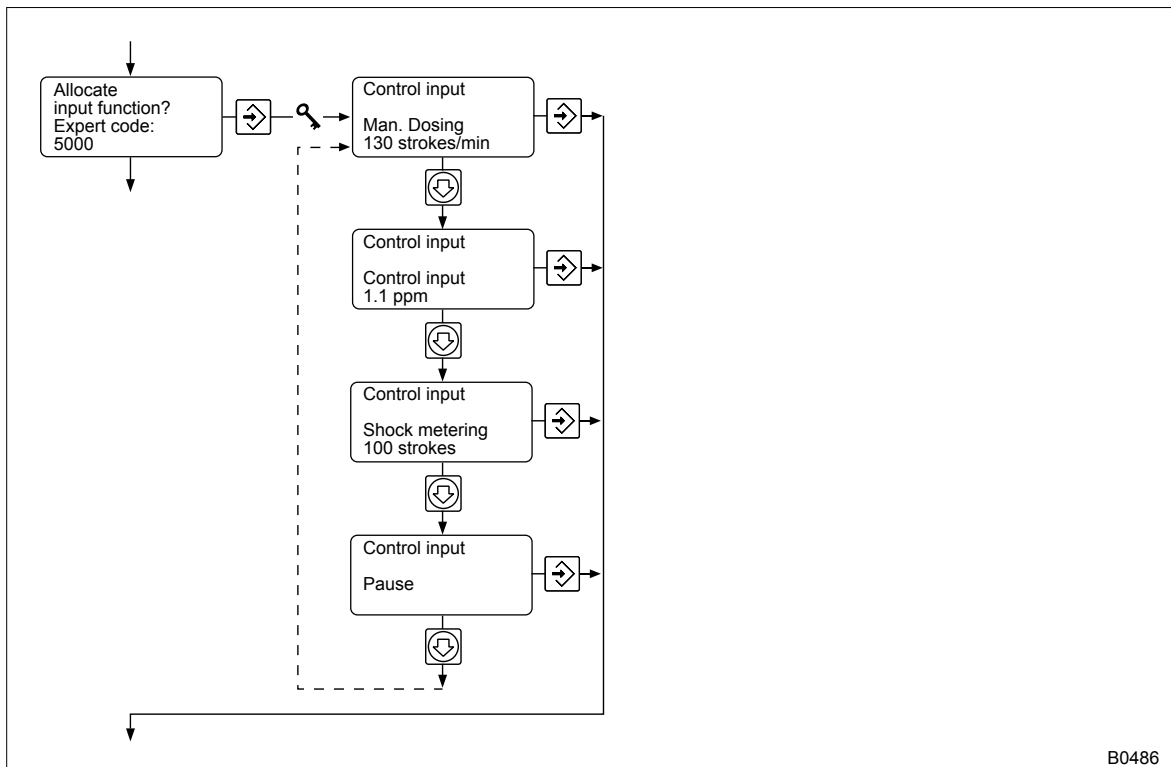 Allocate
input function?
Expert code:
5000
Control input
Man. Dosing
130 strokes/min
Control input
Control input
1.1 ppm
Control input
Shock metering
100 strokes
Control input
Pause
B0486